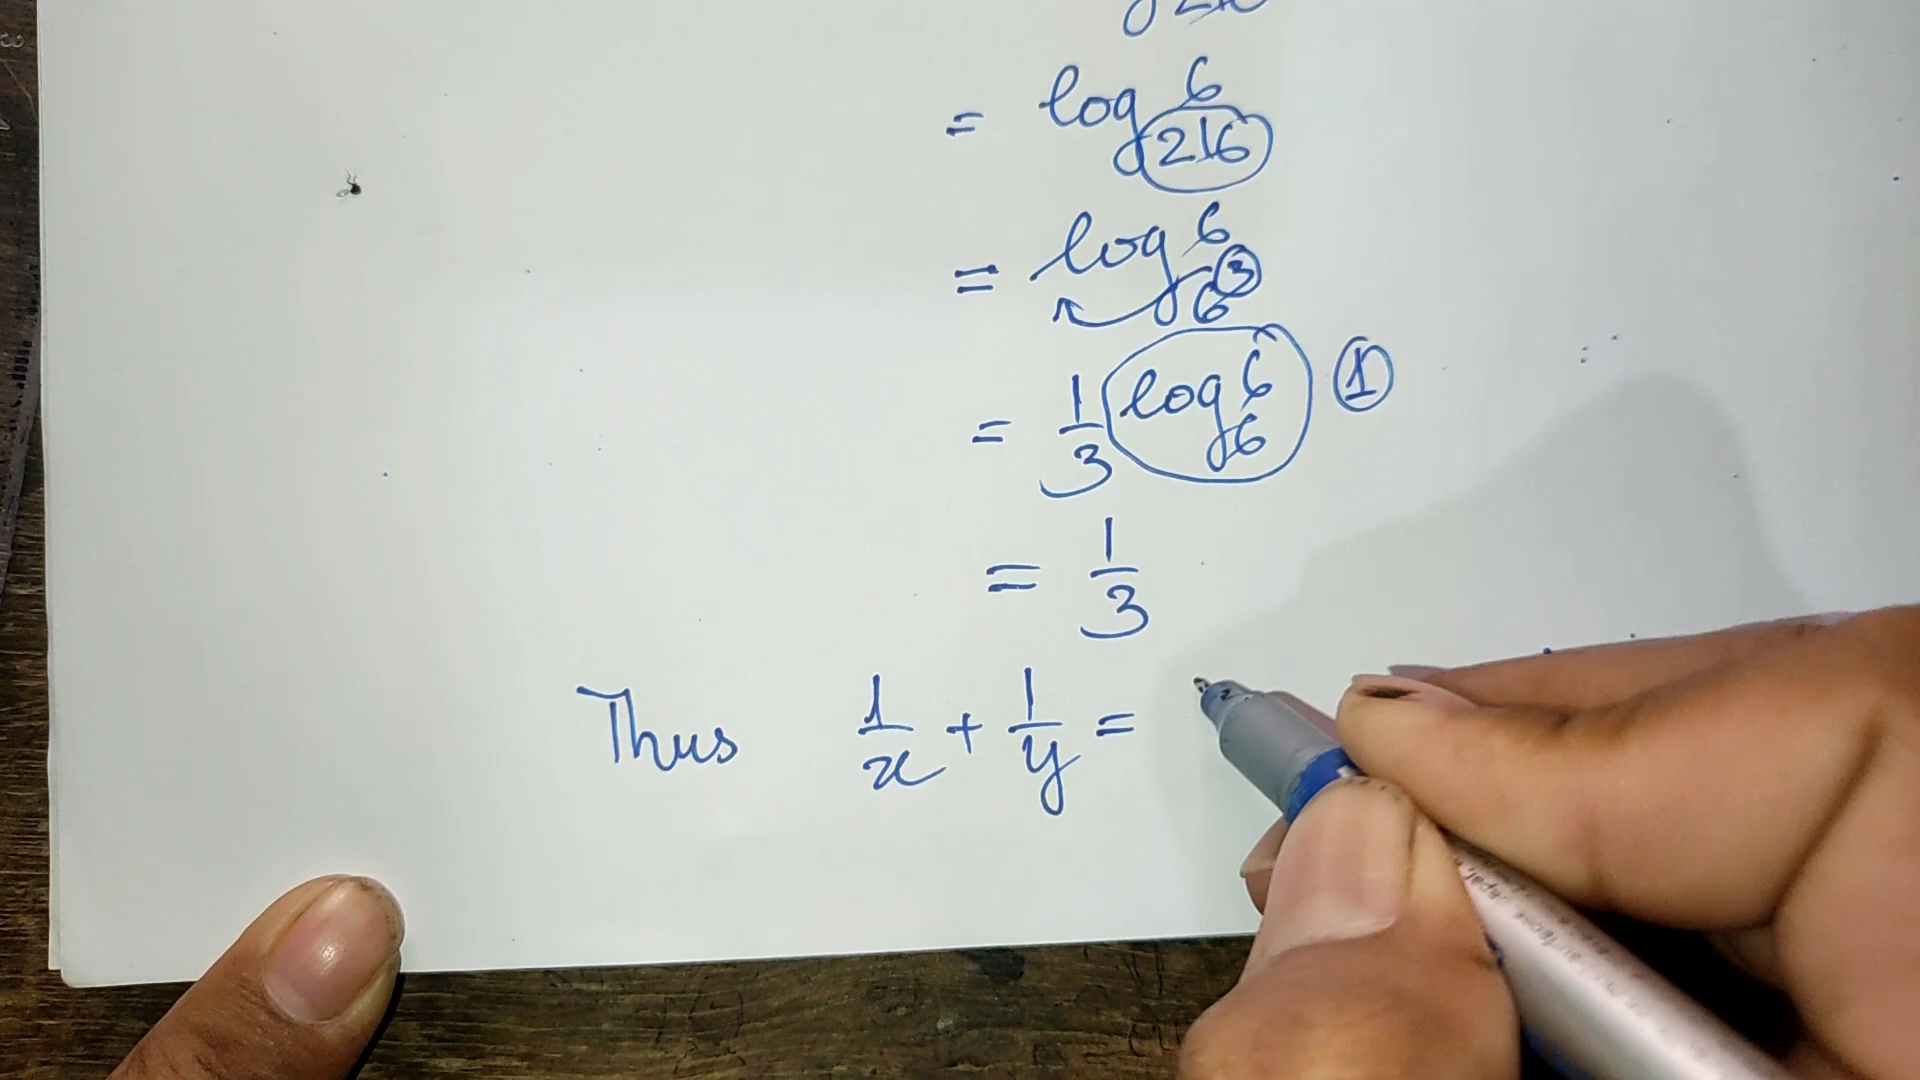 = log₂₁₆ 6
= log₆³ 6
= 1/3 log₆ 6 ①
= 1/3
Thus 1/x + 1/y =